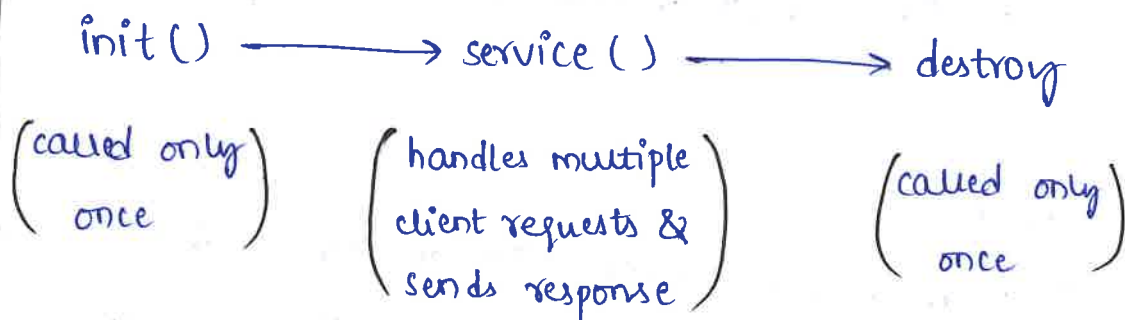 init() → service() → destroy
(called only once)
(handles multiple client requests & sends response)
(called only once)